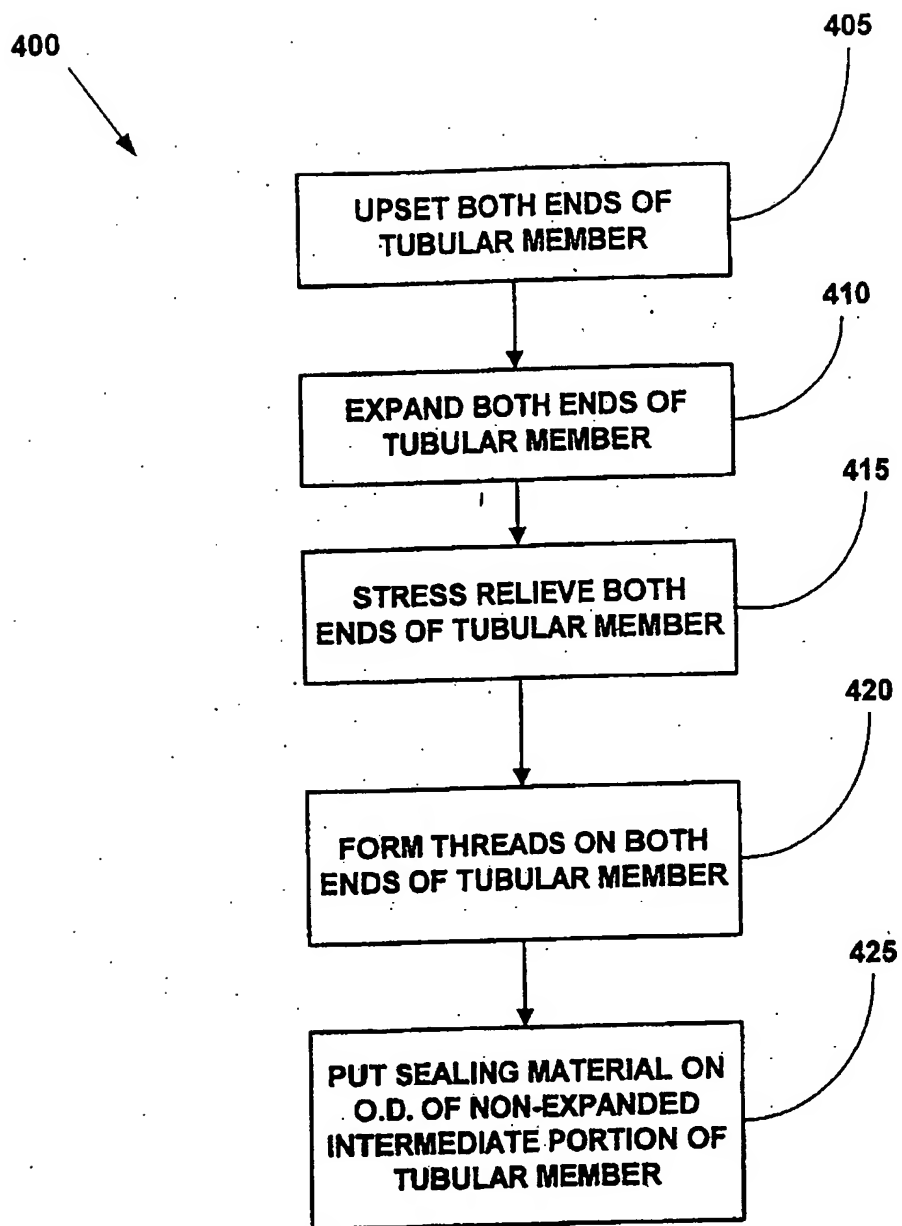 405
400
UPSET BOTH ENDS OF
TUBULAR MEMBER
410
EXPAND BOTH ENDS OF
TUBULAR MEMBER
415
STRESS RELIEVE BOTH
ENDS OF TUBULAR MEMBER
420
FORM THREADS ON BOTH
ENDS OF TUBULAR MEMBER
425
PUT SEALING MATERIAL ON
O.D. OF NON-EXPANDED
INTERMEDIATE PORTION OF
TUBULAR MEMBER